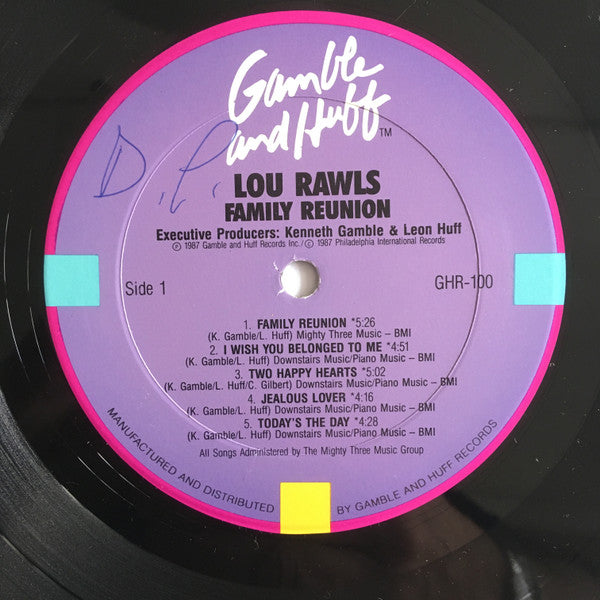 Gamble
and Huff™
D.P.
LOU RAWLS
FAMILY REUNION
Executive Producers: Kenneth Gamble & Leon Huff
℗ 1987 Gamble and Huff Records Inc./© 1987 Philadelphia International Records
Side 1
GHR-100
1. FAMILY REUNION *5:26
(K. Gamble/L. Huff) Mighty Three Music – BMI
2. I WISH YOU BELONGED TO ME *4:51
(K. Gamble/L. Huff) Downstairs Music/Piano Music – BMI
3. TWO HAPPY HEARTS *5:02
(K. Gamble/L. Huff/C. Gilbert) Downstairs Music/Piano Music – BMI
4. JEALOUS LOVER *4:16
(K. Gamble/L. Huff) Downstairs Music/Piano Music – BMI
5. TODAY'S THE DAY *4:28
(K. Gamble/L. Huff) Downstairs Music/Piano Music – BMI
All Songs Administered by The Mighty Three Music Group
MANUFACTURED AND DISTRIBUTED BY GAMBLE AND HUFF RECORDS